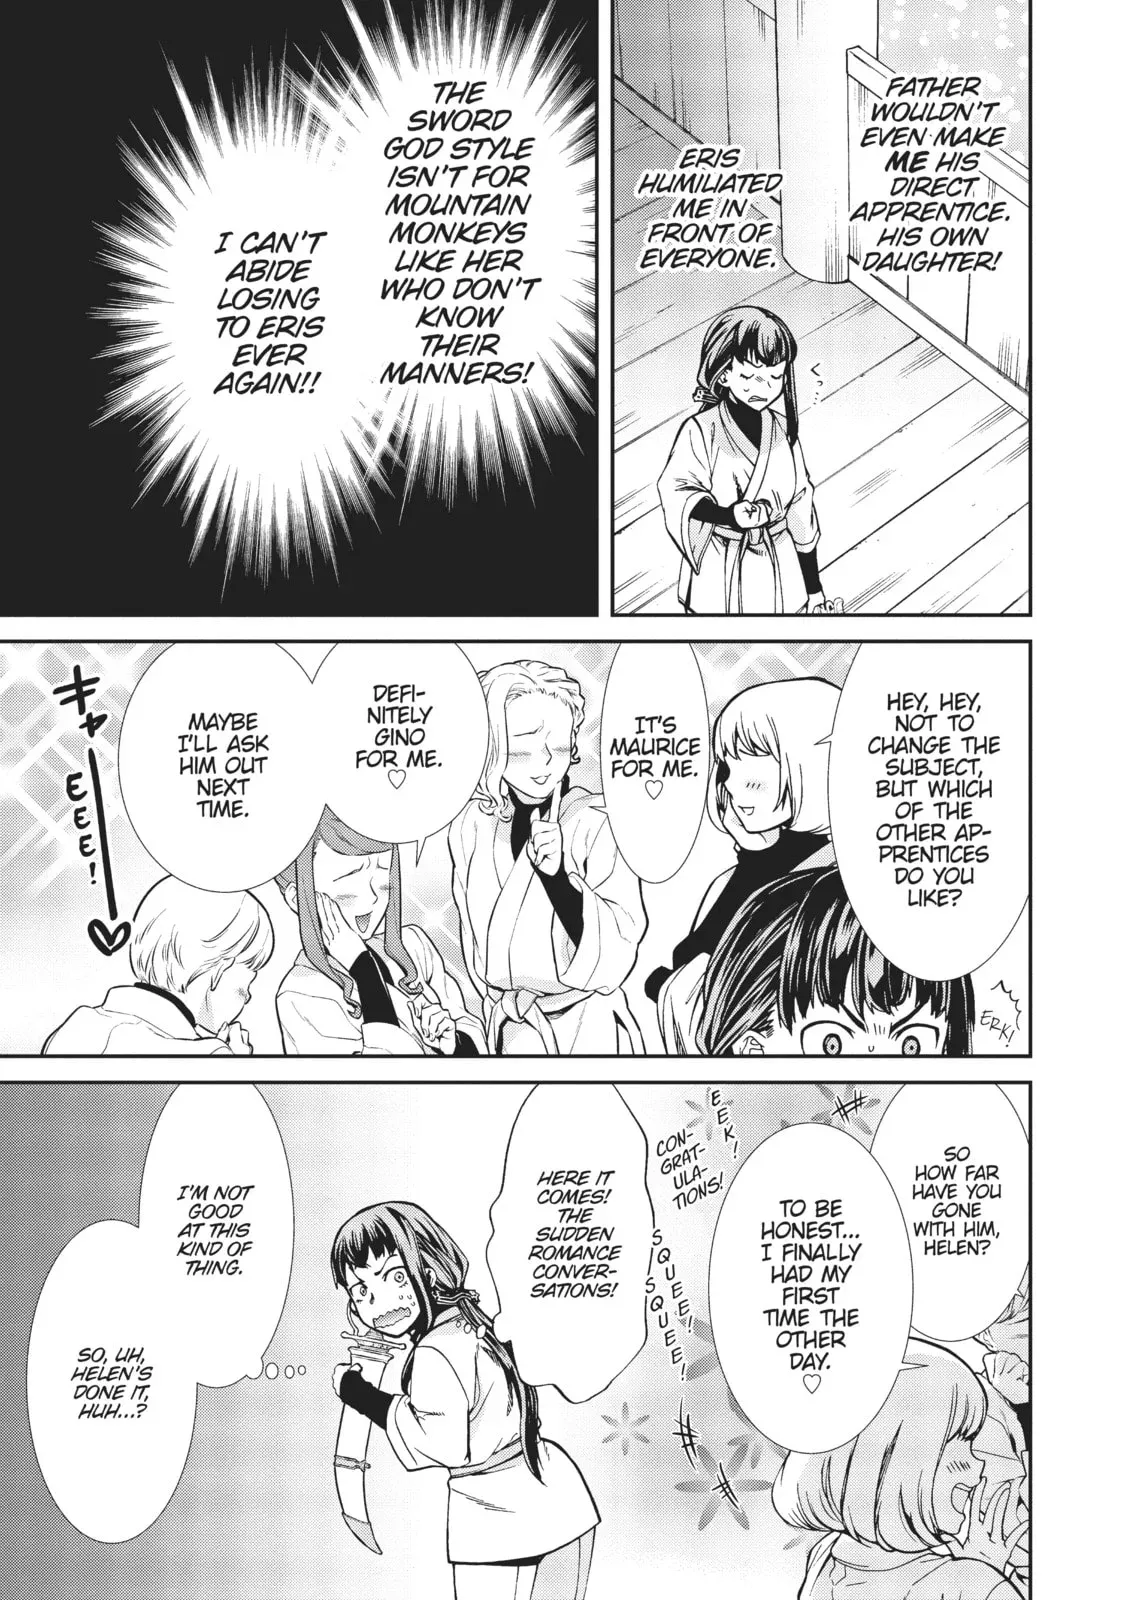 FATHER
WOULDN'T
EVEN MAKE
ME HIS
DIRECT
APPRENTICE.
HIS OWN
DAUGHTER!
ERIS
HUMILIATED
ME IN
FRONT OF
EVERYONE.
くっ
THE
SWORD
GOD STYLE
ISN'T FOR
MOUNTAIN
MONKEYS
LIKE HER
WHO DON'T
KNOW
THEIR
MANNERS!
I CAN'T
ABIDE
LOSING
TO ERIS
EVER
AGAIN!!
HEY, HEY,
NOT TO
CHANGE THE
SUBJECT,
BUT WHICH
OF THE
OTHER AP-
PRENTICES
DO YOU
LIKE?
ERK!
IT'S
MAURICE
FOR ME.
♡
DEFI-
NITELY
GINO
FOR ME.
♡
MAYBE
I'LL ASK
HIM OUT
NEXT
TIME.
キャー♡
EEE!
SO
HOW FAR
HAVE YOU
GONE
WITH HIM,
HELEN?
TO BE
HONEST...
I FINALLY
HAD MY
FIRST
TIME THE
OTHER
DAY.
♡
EEK!
CON-
GRAT-
ULA-
TIONS!
SQUEE!
SQUEE!
HERE IT
COMES!
THE
SUDDEN
ROMANCE
CONVER-
SATIONS!
I'M NOT
GOOD
AT THIS
KIND OF
THING.
SO, UH,
HELEN'S
DONE IT,
HUH...?